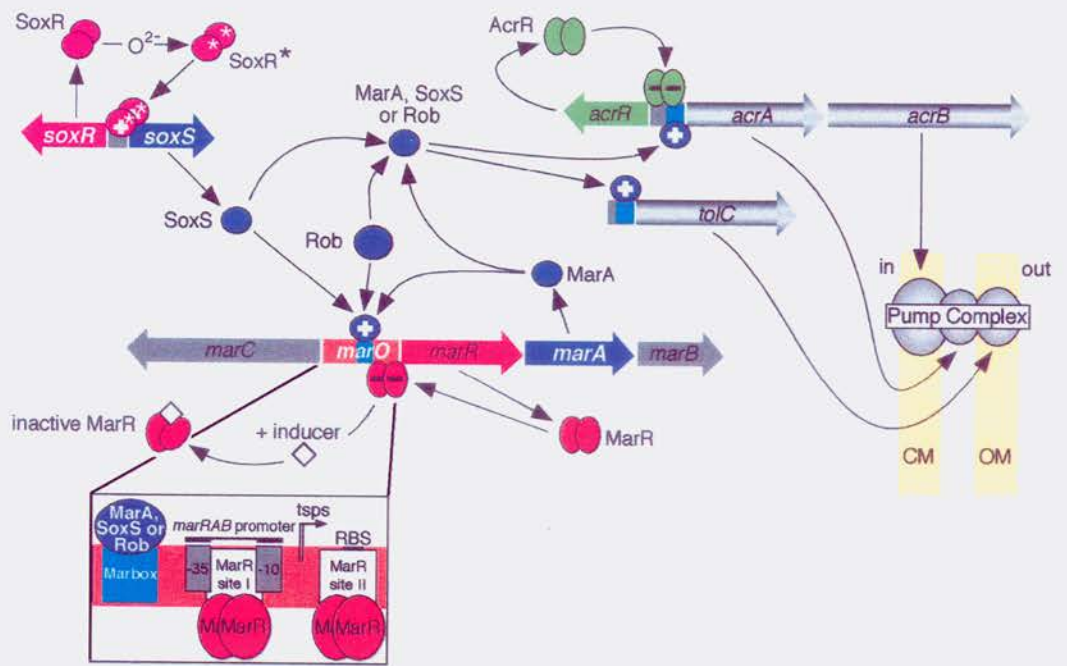 SoxR
O2-
SoxR*
soxR
soxS
SoxS
MarA, SoxS
or Rob
Rob
AcrR
acrR
acrA
acrB
tolC
MarA
in
out
Pump Complex
CM
OM
marC
marO
marR
marA
marB
MarR
inactive MarR
+ inducer
MarA,
SoxS or
Rob
Marbox
marRAB promoter
tsps
RBS
-35
MarR
site I
-10
MarR
site II
MarR
MarR